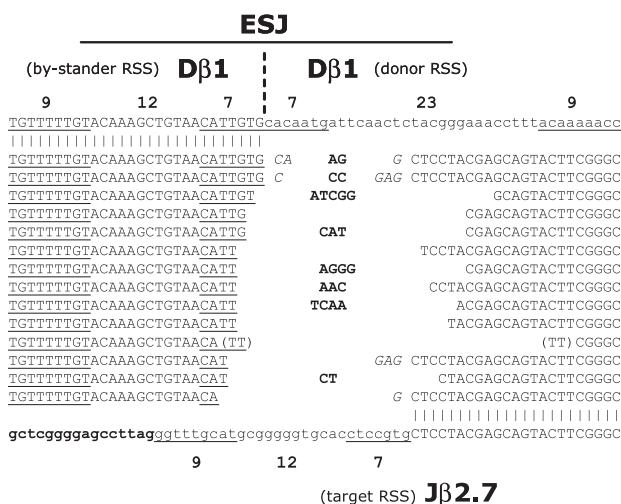 ESJ
(by-stander RSS) Dβ1 Dβ1 (donor RSS)
9 12 7 7 23 9
TGTTTTTGTACAAAGCTGTAACATTGTGcacaatgattcaactctacgggaaacctttacaaaaacc
||||||||||||||||||||||||||||
TGTTTTTGTACAAAGCTGTAACATTGTG CA AG G CTCCTACGAGCAGTACTTCGGGC
TGTTTTTGTACAAAGCTGTAACATTGTG C CC GAG CTCCTACGAGCAGTACTTCGGGC
TGTTTTTGTACAAAGCTGTAACATTGT ATCGG GCAGTACTTCGGGC
TGTTTTTGTACAAAGCTGTAACATTG CGAGCAGTACTTCGGGC
TGTTTTTGTACAAAGCTGTAACATTG CAT CGAGCAGTACTTCGGGC
TGTTTTTGTACAAAGCTGTAACATT TCCTACGAGCAGTACTTCGGGC
TGTTTTTGTACAAAGCTGTAACATT AGGG CGAGCAGTACTTCGGGC
TGTTTTTGTACAAAGCTGTAACATT AAC CCTACGAGCAGTACTTCGGGC
TGTTTTTGTACAAAGCTGTAACATT TCAA ACGAGCAGTACTTCGGGC
TGTTTTTGTACAAAGCTGTAACATT TACGAGCAGTACTTCGGGC
TGTTTTTGTACAAAGCTGTAACA(TT) (TT)CGGGC
TGTTTTTGTACAAAGCTGTAACAT GAG CTCCTACGAGCAGTACTTCGGGC
TGTTTTTGTACAAAGCTGTAACAT CT CTACGAGCAGTACTTCGGGC
TGTTTTTGTACAAAGCTGTAACA G CTCCTACGAGCAGTACTTCGGGC
|||||||||||||||||||||||
gctcggggagccttagggtttgcatgcgggggtgcacctccgtgCTCCTACGAGCAGTACTTCGGGC
9 12 7
(target RSS) Jβ2.7